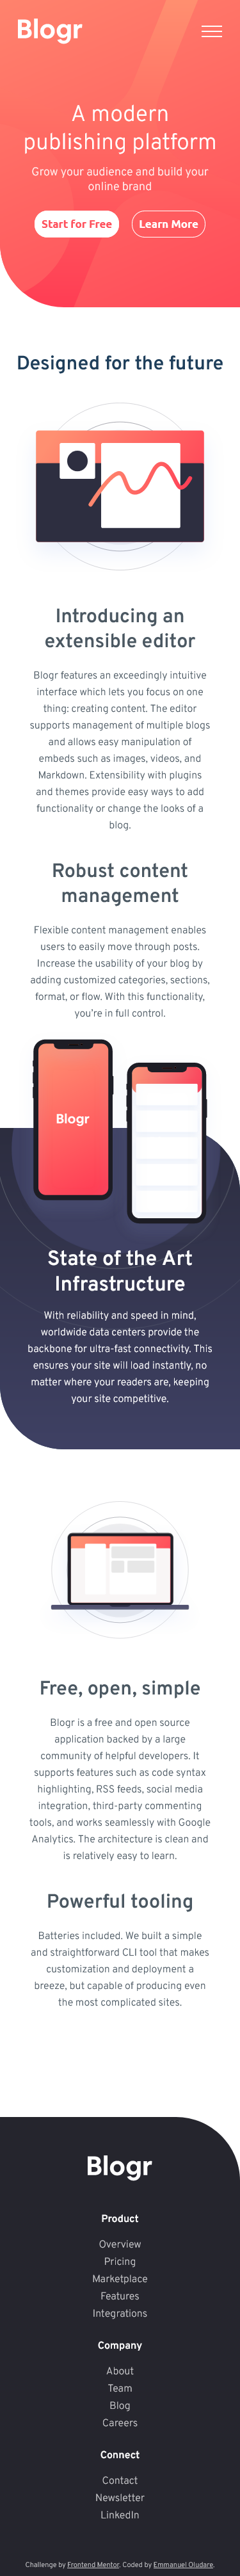 Blogr
A modern
publishing platform
Grow your audience and build your
online brand
Start for Free
Learn More
Designed for the future
Introducing an
extensible editor
Blogr features an exceedingly intuitive
interface which lets you focus on one
thing: creating content. The editor
supports management of multiple blogs
and allows easy manipulation of
embeds such as images, videos, and
Markdown. Extensibility with plugins
and themes provide easy ways to add
functionality or change the looks of a
blog.
Robust content
management
Flexible content management enables
users to easily move through posts.
Increase the usability of your blog by
adding customized categories, sections,
format, or flow. With this functionality,
you're in full control.
Blogr
State of the Art
Infrastructure
With reliability and speed in mind,
worldwide data centers provide the
backbone for ultra-fast connectivity. This
ensures your site will load instantly, no
matter where your readers are, keeping
your site competitive.
Free, open, simple
Blogr is a free and open source
application backed by a large
community of helpful developers. It
supports features such as code syntax
highlighting, RSS feeds, social media
integration, third-party commenting
tools, and works seamlessly with Google
Analytics. The architecture is clean and
is relatively easy to learn.
Powerful tooling
Batteries included. We built a simple
and straightforward CLI tool that makes
customization and deployment a
breeze, but capable of producing even
the most complicated sites.
Blogr
Product
Overview
Pricing
Marketplace
Features
Integrations
Company
About
Team
Blog
Careers
Connect
Contact
Newsletter
LinkedIn
Challenge by Frontend Mentor. Coded by Emmanuel Oludare.